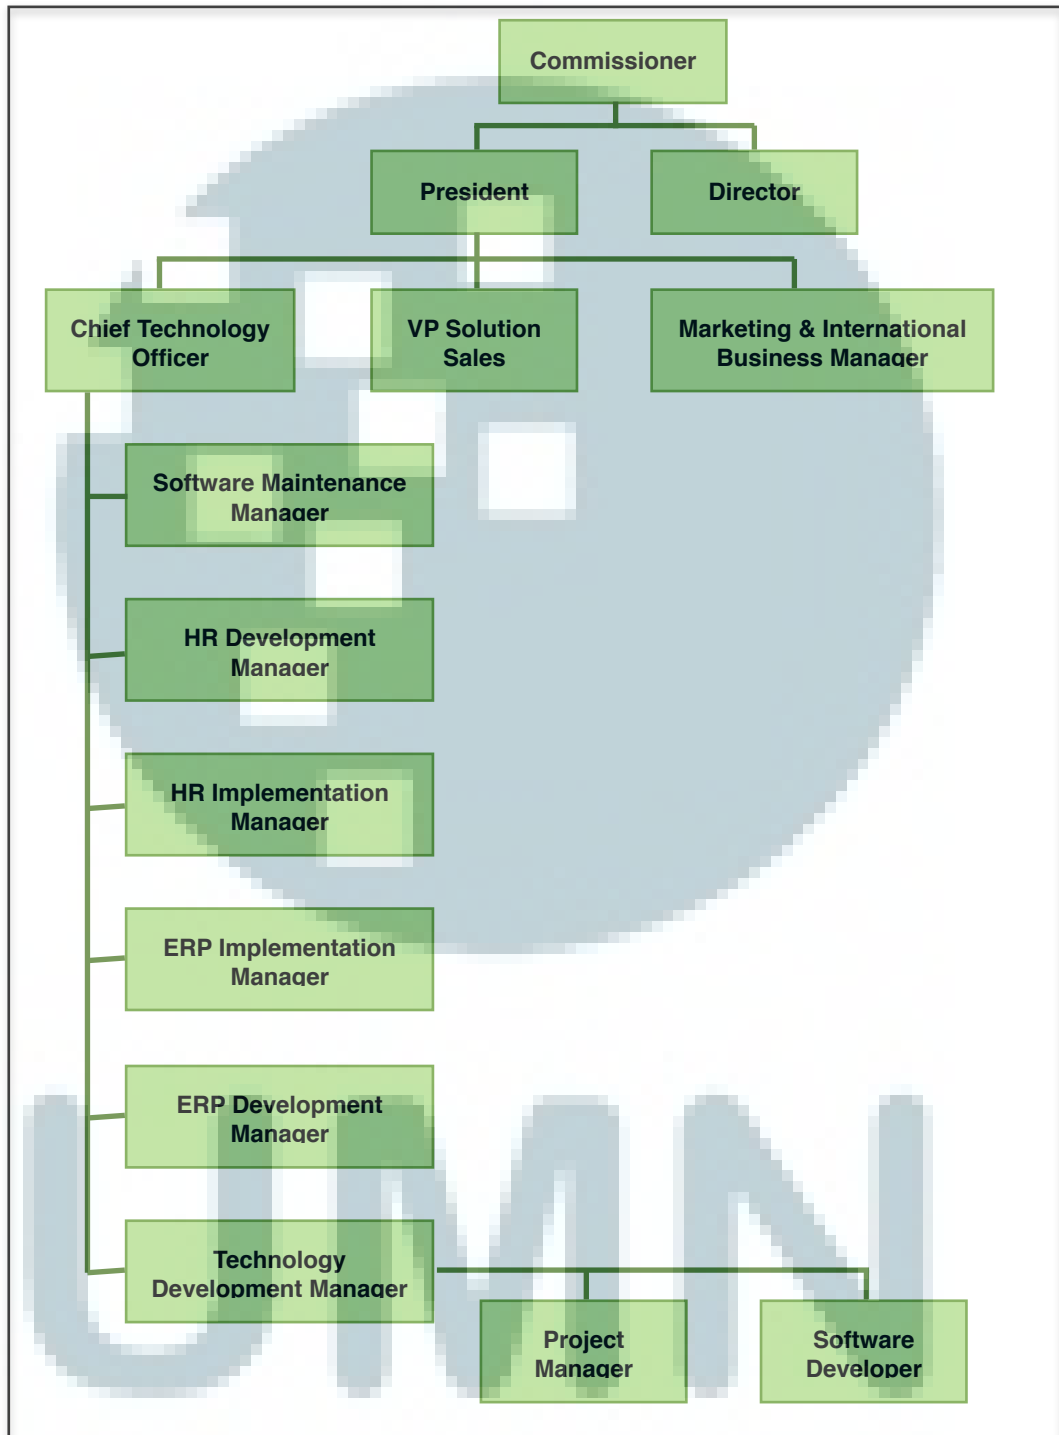 Commissioner
President
Director
Chief Technology
Officer
VP Solution
Sales
Marketing & International
Business Manager
Software Maintenance
Manager
HR Development
Manager
HR Implementation
Manager
ERP Implementation
Manager
ERP Development
Manager
Technology
Development Manager
Project
Manager
Software
Developer
UMN